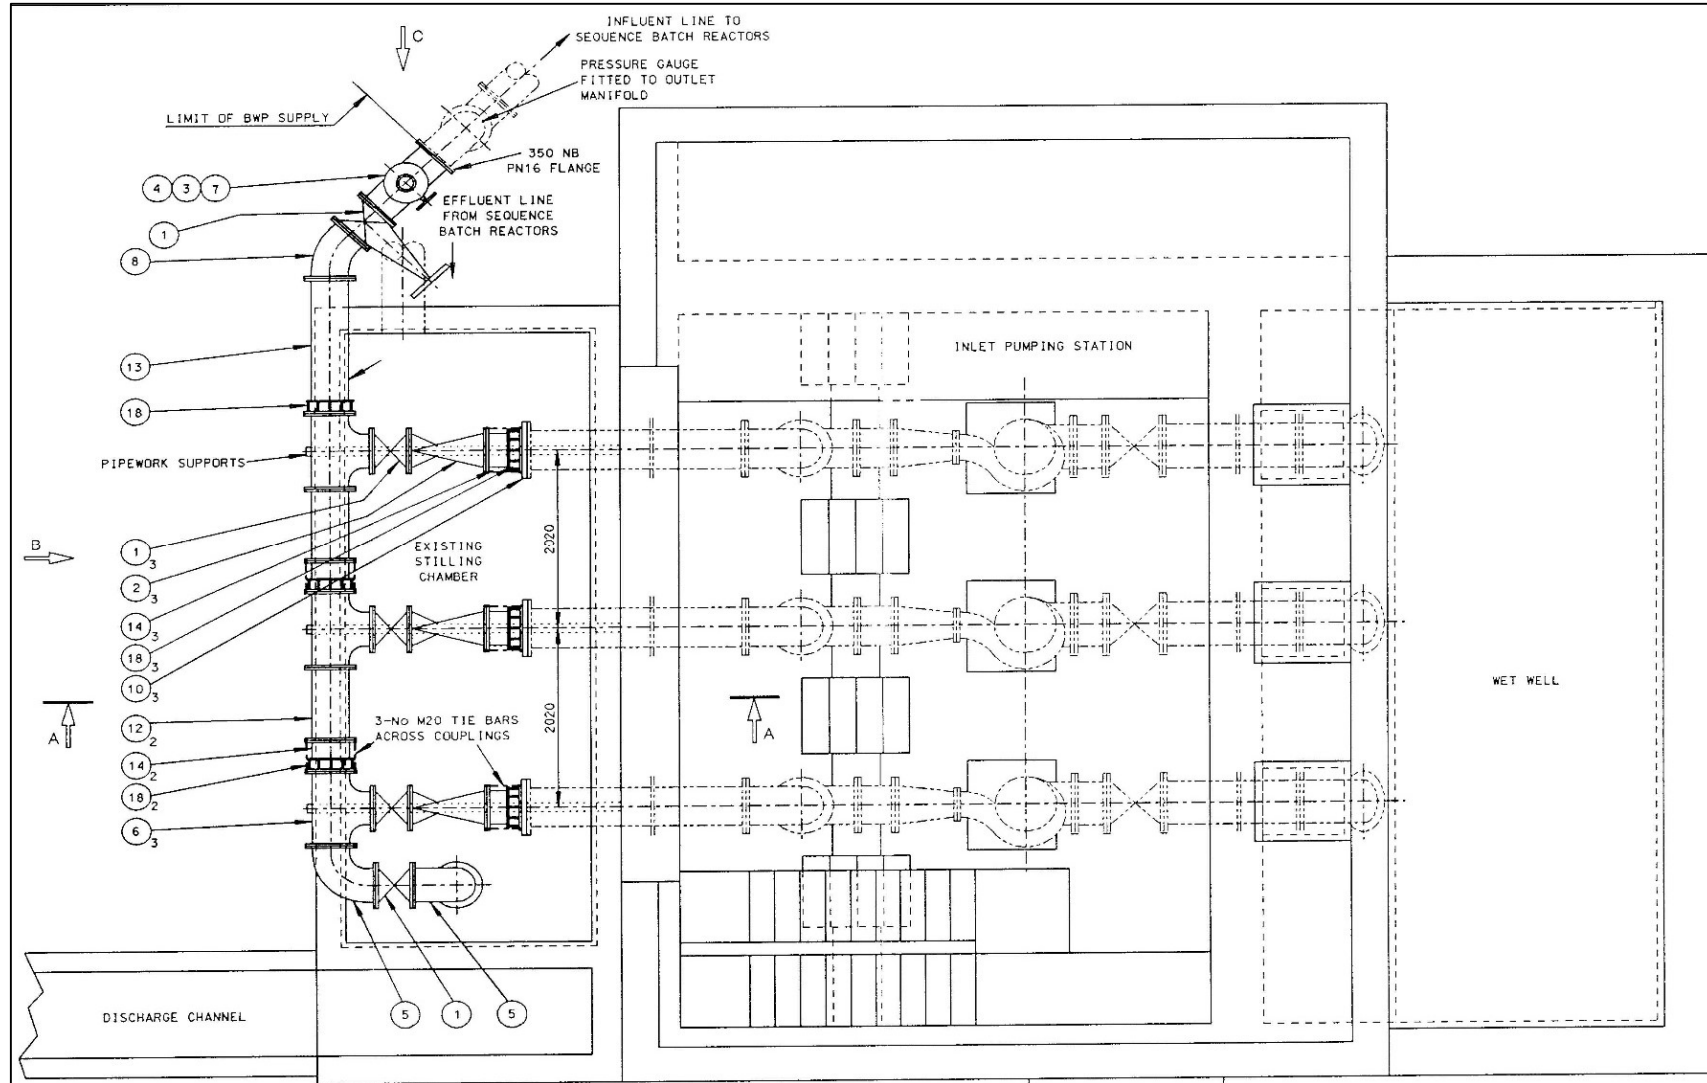 C
INFLUENT LINE TO
SEQUENCE BATCH REACTORS
PRESSURE GAUGE
FITTED TO OUTLET
MANIFOLD
LIMIT OF BWP SUPPLY
350 NB
PN16 FLANGE
4 3 7
EFFLUENT LINE
FROM SEQUENCE
BATCH REACTORS
1
8
13
18
INLET PUMPING STATION
PIPEWORK SUPPORTS
B
1 3
2 3
14 3
18 3
10 3
EXISTING
STILLING
CHAMBER
2020
WET WELL
A
12 2
14 2
18 2
6 3
3-No M20 TIE BARS
ACROSS COUPLINGS
2020
A
DISCHARGE CHANNEL
5
1
5